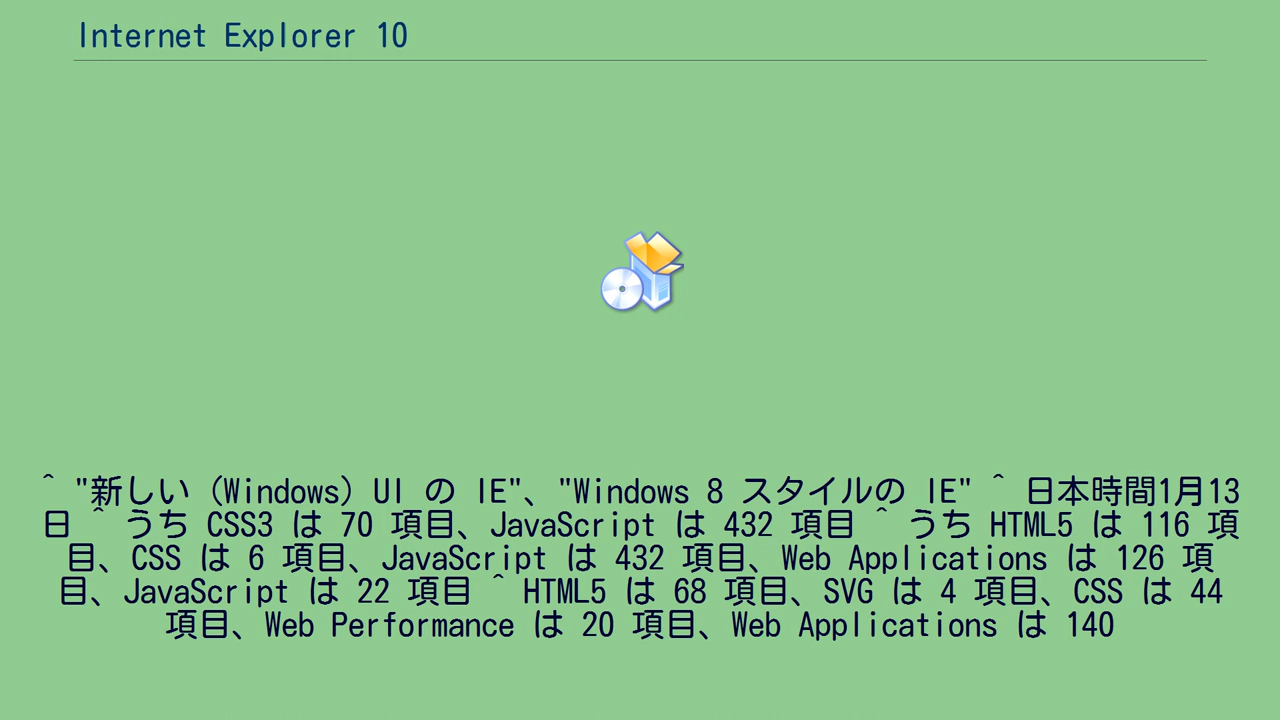 Internet Explorer 10
^ "新しい（Windows）UI の IE"、"Windows 8 スタイルの IE" ^ 日本時間1月13
日 ^ うち CSS3 は 70 項目、JavaScript は 432 項目 ^ うち HTML5 は 116 項
目、CSS は 6 項目、JavaScript は 432 項目、Web Applications は 126 項
目、JavaScript は 22 項目 ^ HTML5 は 68 項目、SVG は 4 項目、CSS は 44
項目、Web Performance は 20 項目、Web Applications は 140